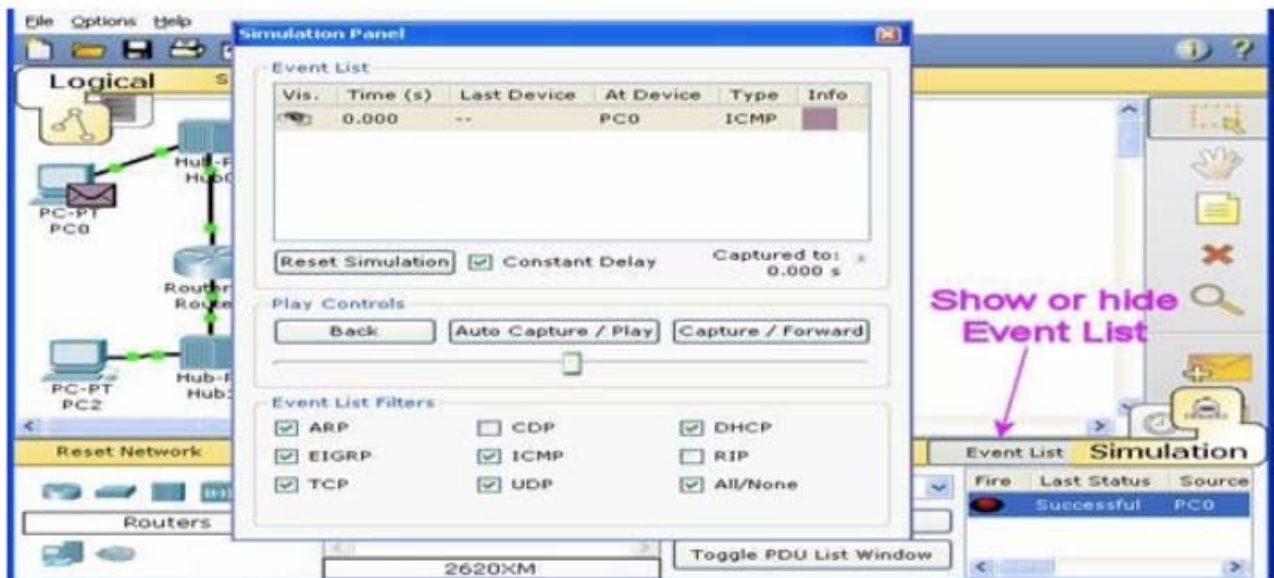 File Options Help
Simulation Panel
Logical
Event List
Vis. Time (s) Last Device At Device Type Info
0.000 -- PC0 ICMP
PC-PT
PC0
Reset Simulation Constant Delay Captured to:
0.000 s
Play Controls
Back Auto Capture / Play Capture / Forward
Show or hide
Event List
PC-PT
PC2
Event List Filters
ARP CDP DHCP
EIGRP ICMP RIP
TCP UDP All/None
Reset Network
Event List Simulation
Fire Last Status Source
Successful PC0
Routers
Toggle PDU List Window
2620XM